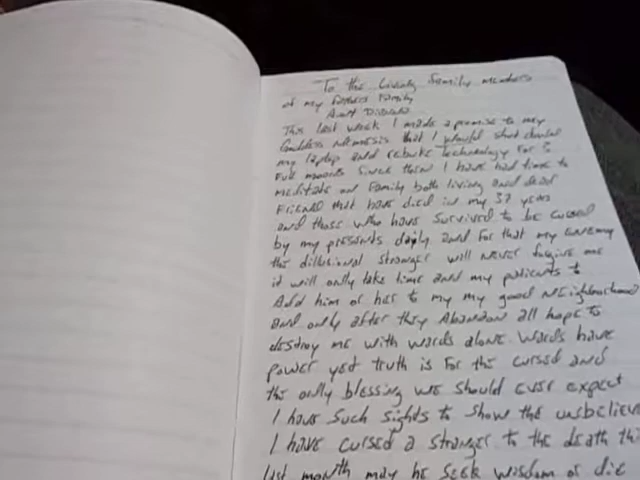 To the Living Family members
of my Fathers Family
Aunt
This last week I made a promise to my
Goddess Nemesis that I would shut down
my laptop and rebuke Technology For 3
Full moons Since then I have had time to
meditate on Family both living and dead
Friend that have died in my 37 years
and those who have survived to be cursed
by my presents daily and For that my Enemy
the dillusional stranger will never forgive me
it will only take time and my patients to
Add him or her to my my good neighborhood
and only after they Abandon all hope to
destroy me with words alone words have
power yet truth is For the cursed and
the only blessing we should ever expect
I have Such sights to show the unbelieve
I have cursed a stranger to the death thi
last month may he seek wisdom or die